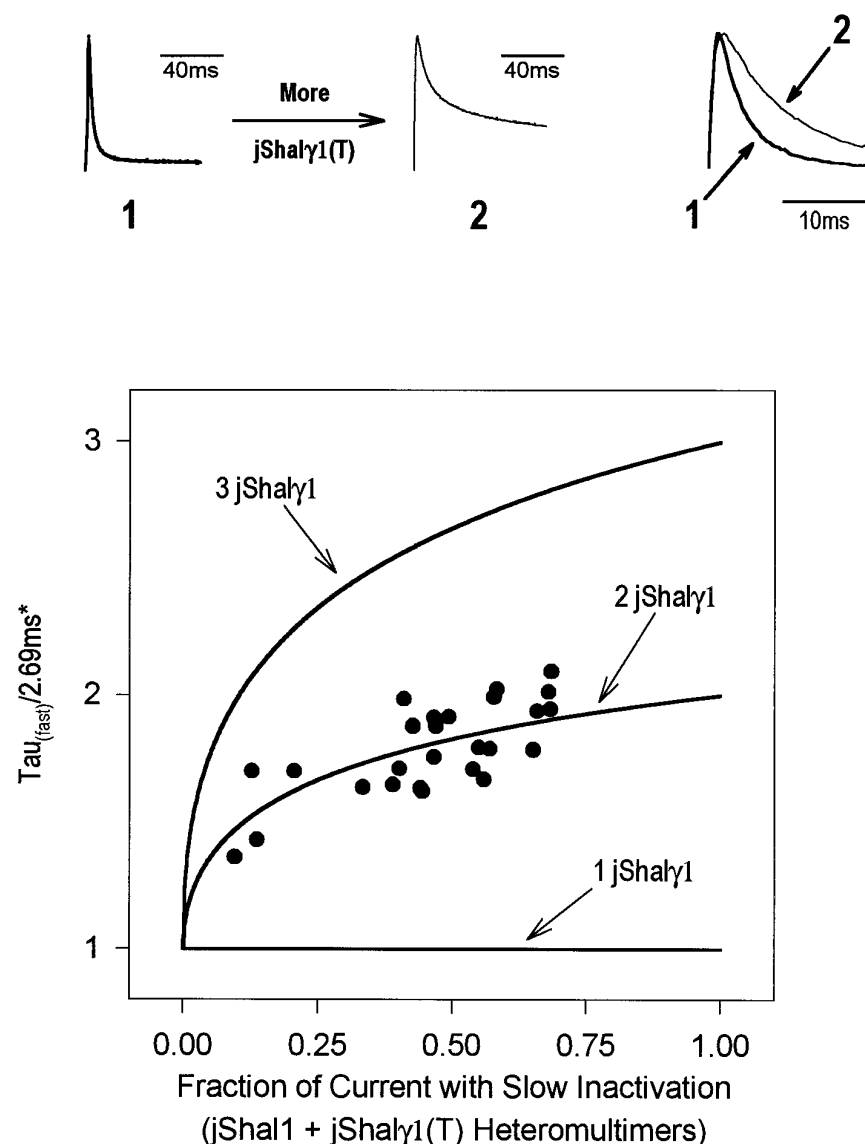 40ms
More
jShalγ1(T)
40ms
1
2
2
1
10ms
3
2
1
Tau(fast)/2.69ms*
3 jShalγ1
2 jShalγ1
1 jShalγ1
0.00 0.25 0.50 0.75 1.00
Fraction of Current with Slow Inactivation
(jShal1 + jShalγ1(T) Heteromultimers)